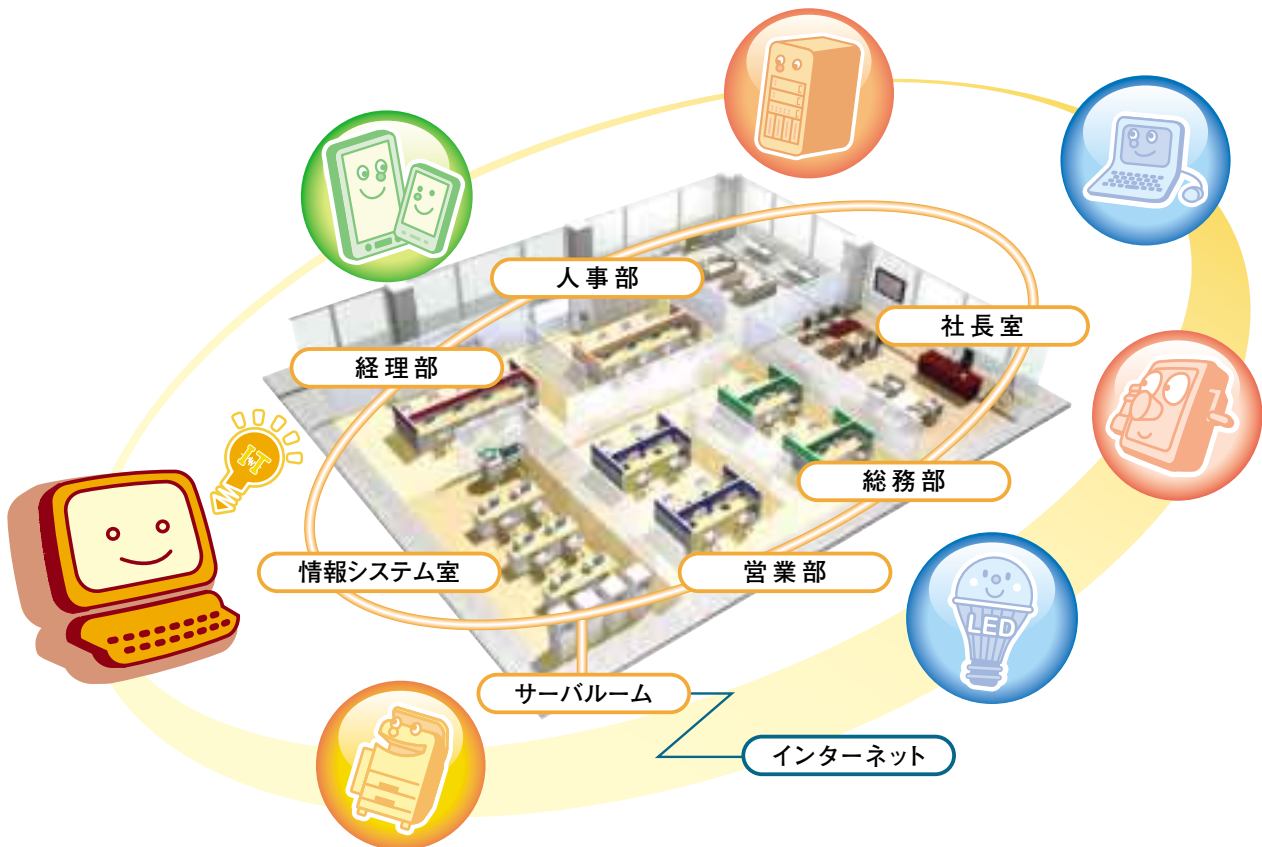 人事部
社長室
経理部
I&T
総務部
情報システム室
営業部
LED
サーバルーム
インターネット